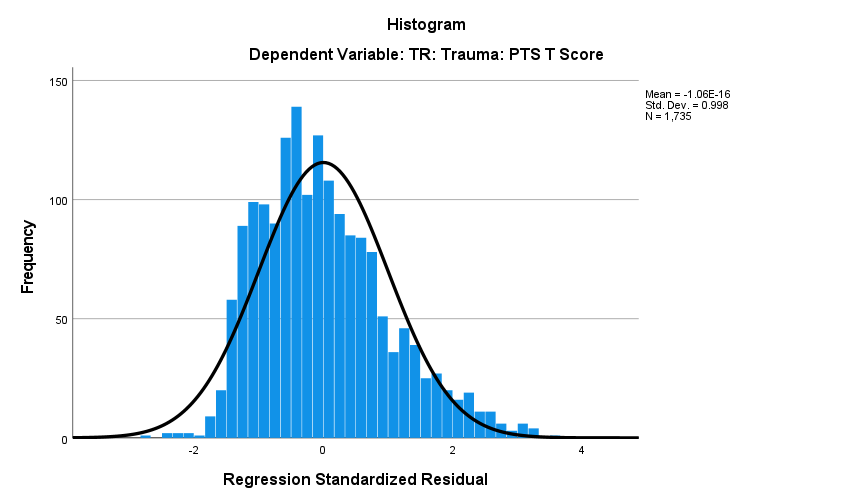 Histogram
Dependent Variable: TR: Trauma: PTS T Score
Mean = -1.06E-16
Std. Dev. = 0.998
N = 1,735
150
100
50
0
Frequency
-2 0 2 4
Regression Standardized Residual